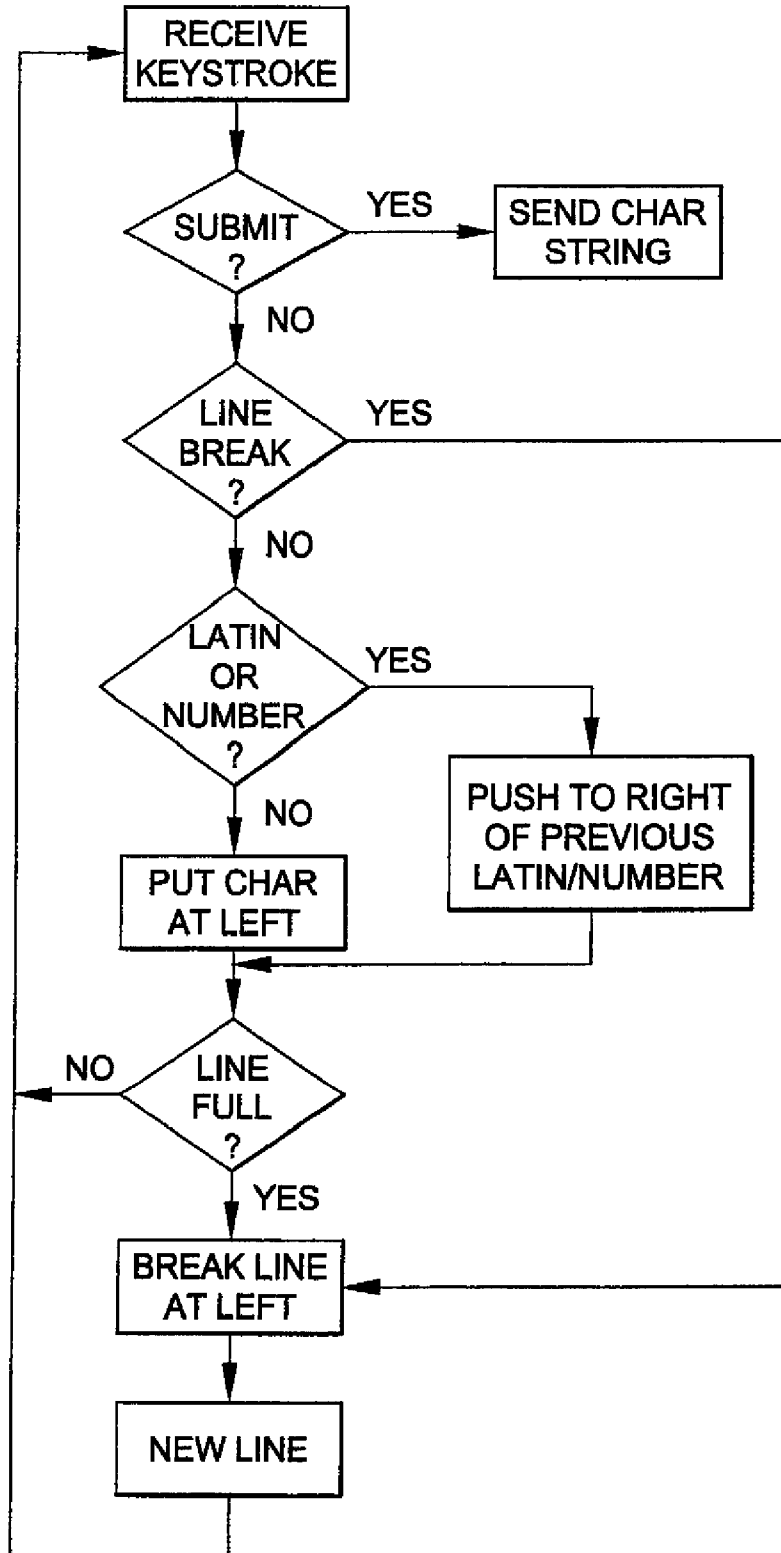 RECEIVE
KEYSTROKE
SUBMIT
?
YES
SEND CHAR
STRING
NO
LINE
BREAK
?
YES
NO
LATIN
OR
NUMBER
?
YES
PUSH TO RIGHT
OF PREVIOUS
LATIN/NUMBER
NO
PUT CHAR
AT LEFT
NO
LINE
FULL
?
YES
BREAK LINE
AT LEFT
NEW LINE